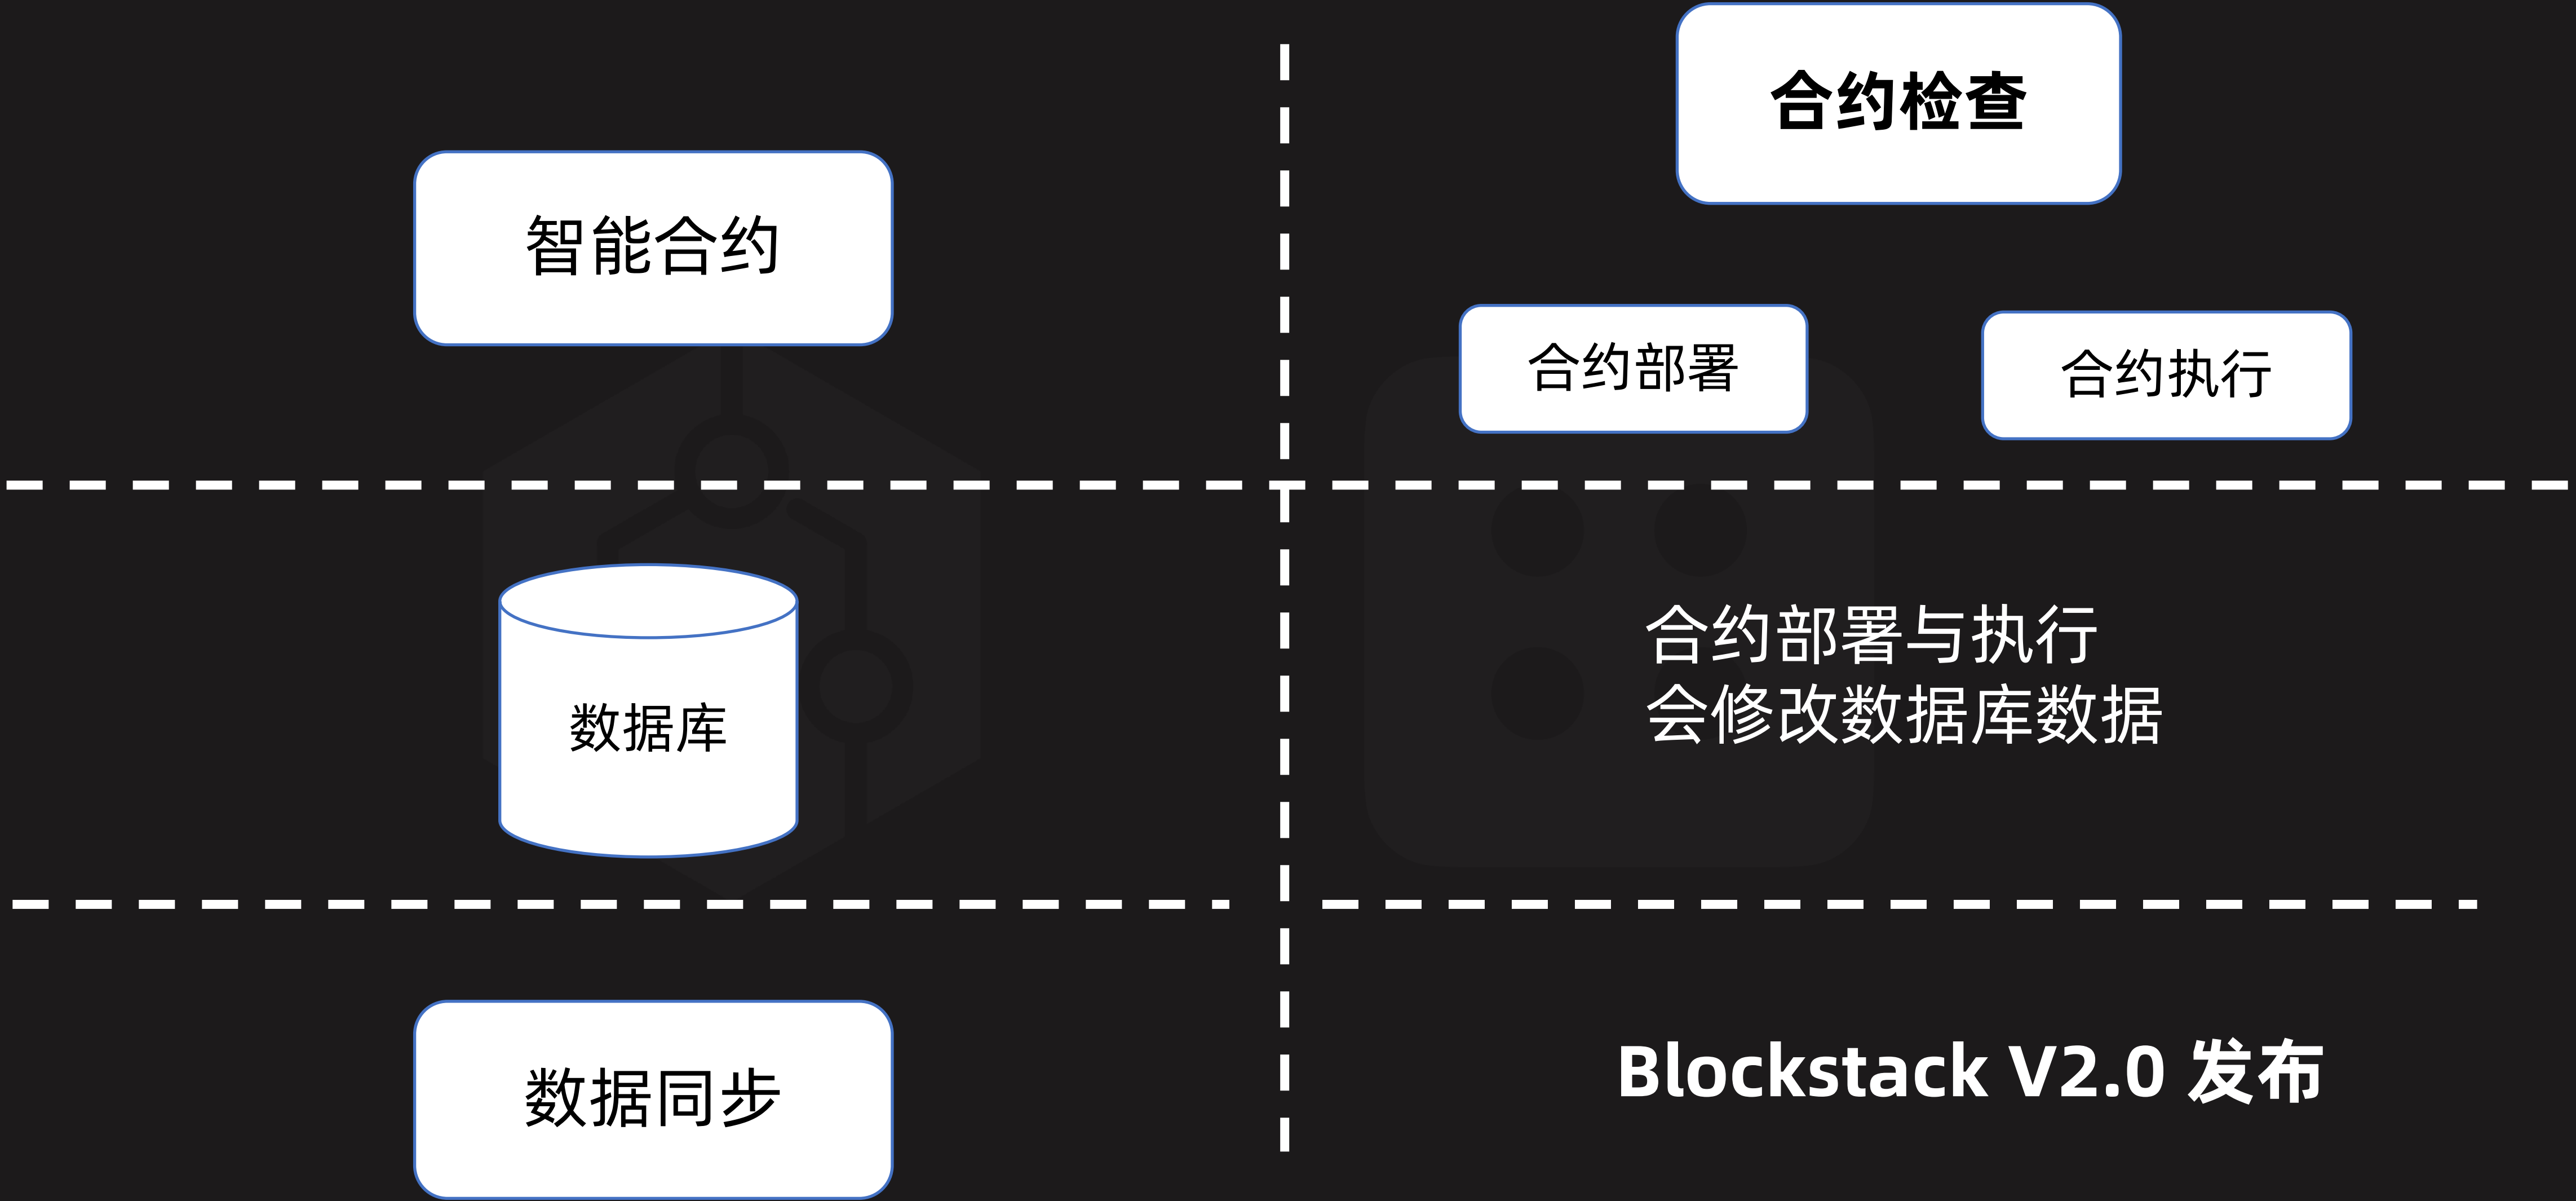 智能合约
合约检查
合约部署
合约执行
数据库
合约部署与执行
会修改数据库数据
数据同步
Blockstack V2.0 发布